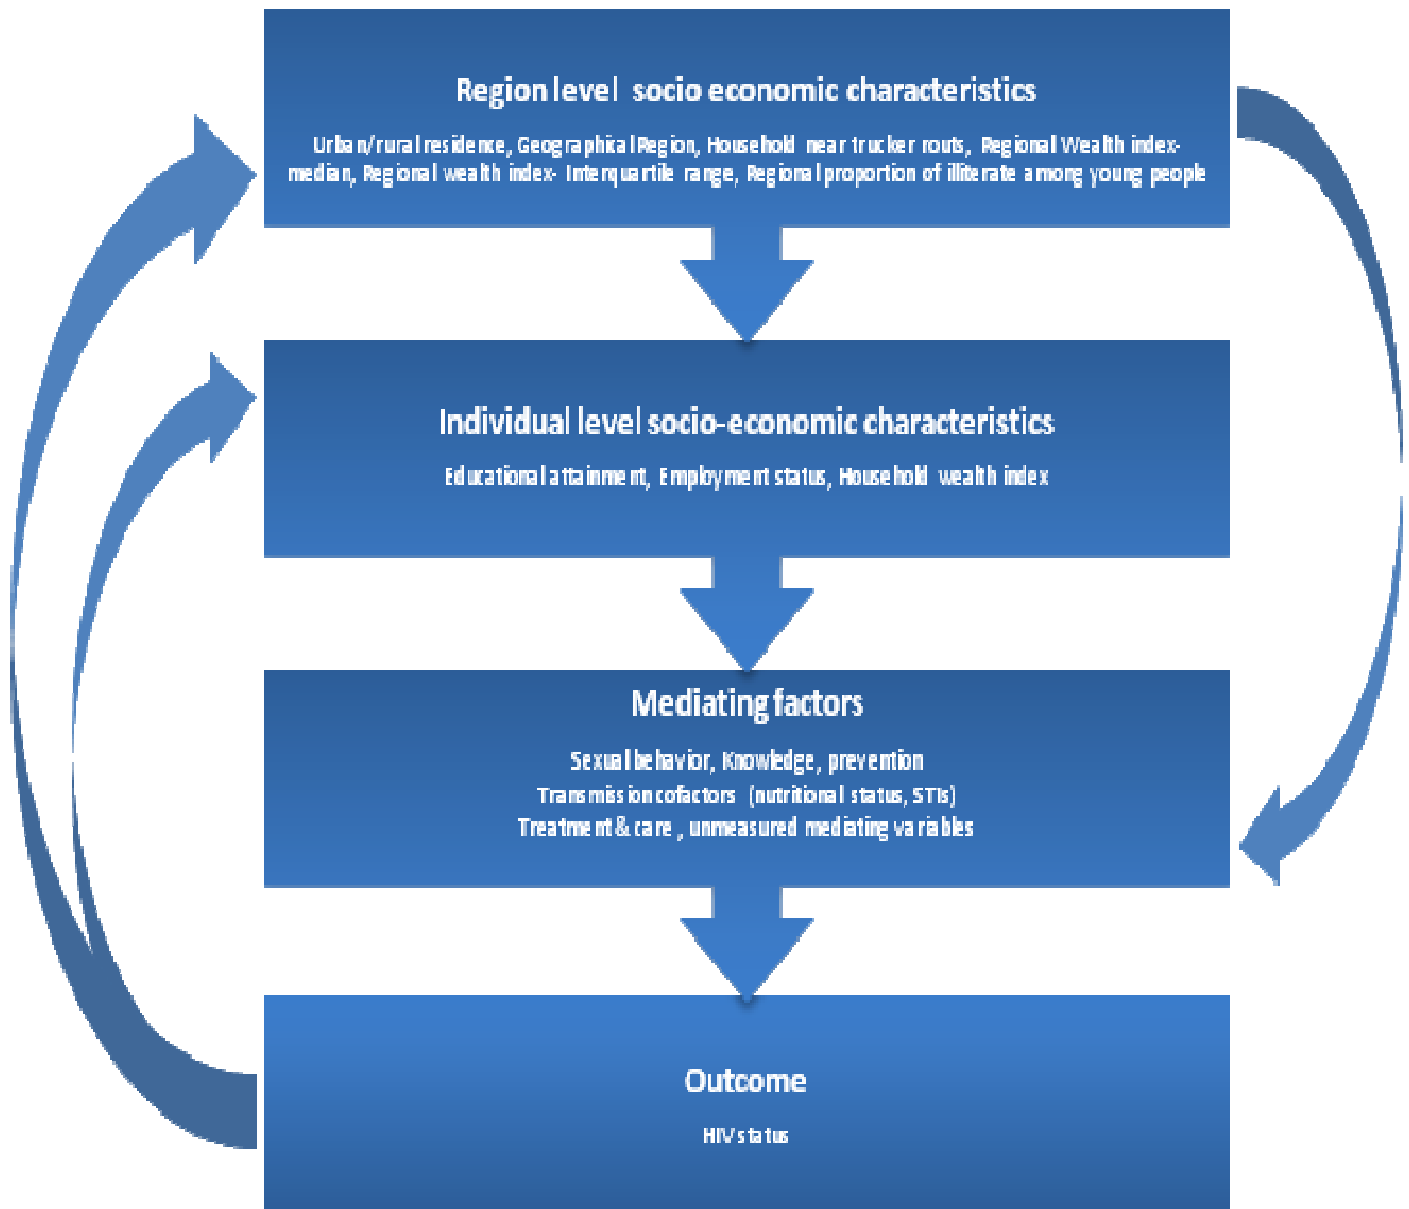 Region level socio economic characteristics
Urban/rural residence, Geographical Region, Household near trucker routs, Regional Wealth index-
median, Regional wealth index- Interquartile range, Regional proportion of illiterate among young people
Individual level socio-economic characteristics
Educational attainment, Employment status, Household wealth index
Mediating factors
Sexual behavior, Knowledge, prevention
Transmission cofactors (nutritional status, STIs)
Treatment & care , unmeasured mediating variables
Outcome
HIV status